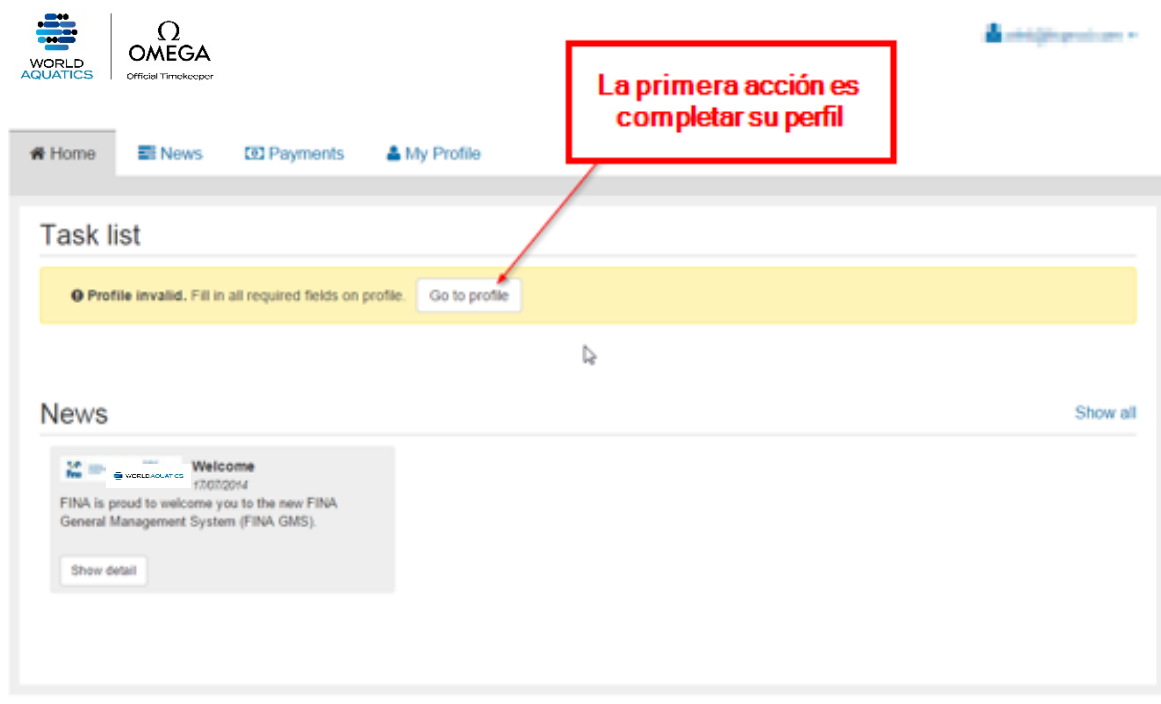 WORLD
AQUATICS
Ω
OMEGA
Official Timekeeper
La primera acción es
completar su perfil
Home
News
Payments
My Profile
Task list
Profile invalid. Fill in all required fields on profile.
Go to profile
News
Show all
WORLD AQUATICS
Welcome
17/07/2014
FINA is proud to welcome you to the new FINA
General Management System (FINA GMS).
Show detail